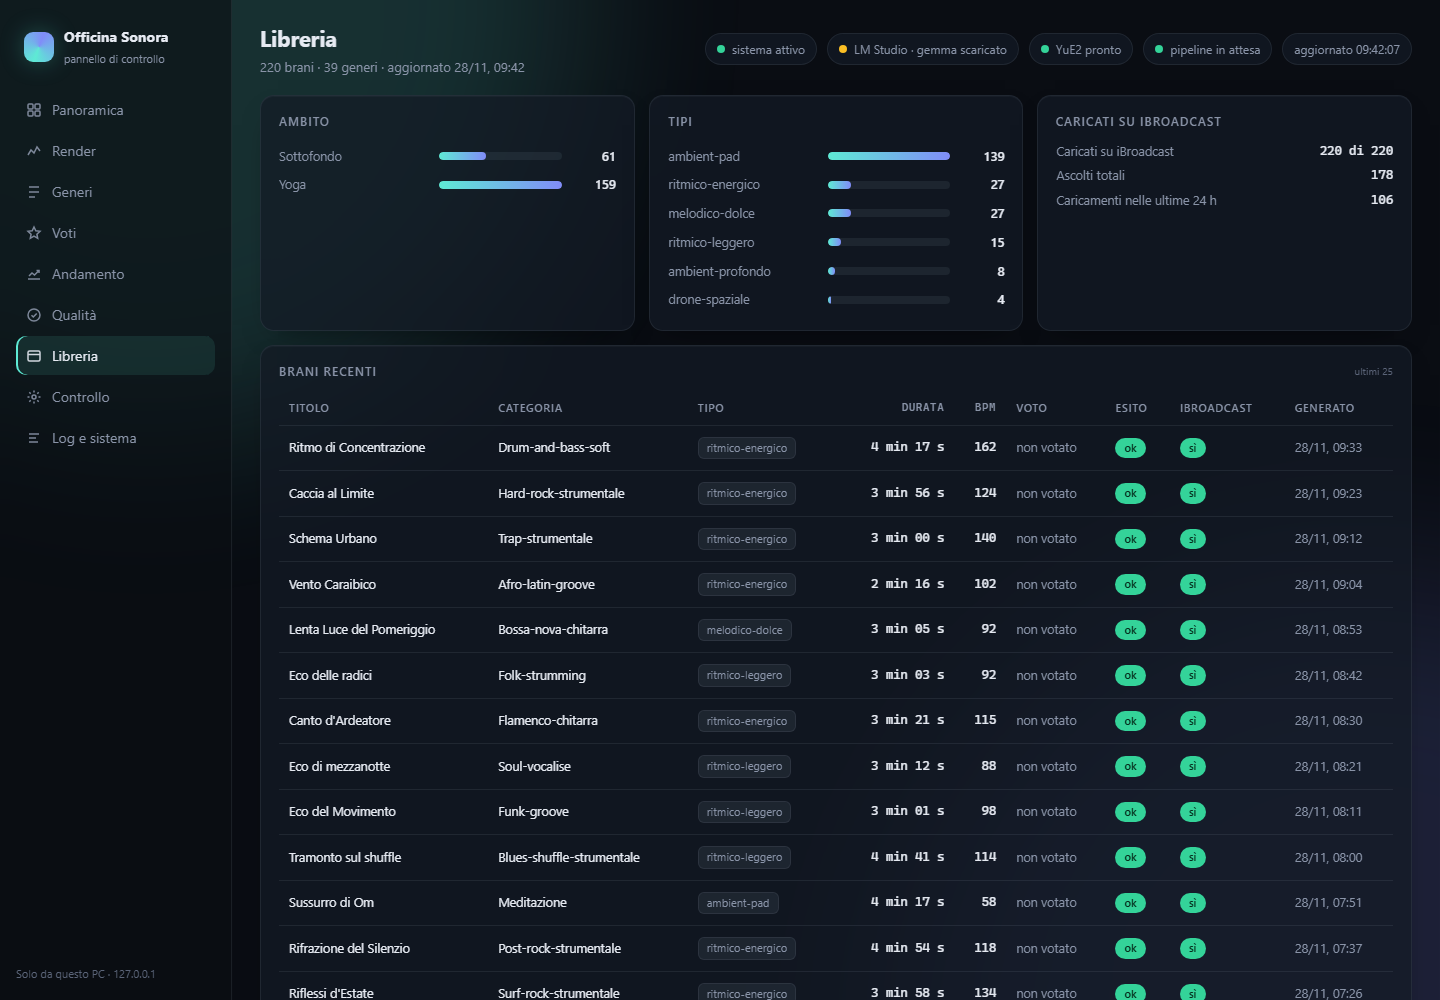 Officina Sonora
pannello di controllo
Panoramica
Render
Generi
Voti
Andamento
Qualità
Libreria
Controllo
Log e sistema
Solo da questo PC · 127.0.0.1
Libreria
220 brani · 39 generi · aggiornato 28/11, 09:42
sistema attivo
LM Studio · gemma scaricato
YuE2 pronto
pipeline in attesa
aggiornato 09:42:07
AMBITO
Sottofondo 61
Yoga 159
TIPI
ambient-pad 139
ritmico-energico 27
melodico-dolce 27
ritmico-leggero 15
ambient-profondo 8
drone-spaziale 4
CARICATI SU IBROADCAST
Caricati su iBroadcast 220 di 220
Ascolti totali 178
Caricamenti nelle ultime 24 h 106
BRANI RECENTI ultimi 25
TITOLO CATEGORIA TIPO DURATA BPM VOTO ESITO IBROADCAST GENERATO
Ritmo di Concentrazione Drum-and-bass-soft ritmico-energico 4 min 17 s 162 non votato ok sì 28/11, 09:33
Caccia al Limite Hard-rock-strumentale ritmico-energico 3 min 56 s 124 non votato ok sì 28/11, 09:23
Schema Urbano Trap-strumentale ritmico-energico 3 min 00 s 140 non votato ok sì 28/11, 09:12
Vento Caraibico Afro-latin-groove ritmico-energico 2 min 16 s 102 non votato ok sì 28/11, 09:04
Lenta Luce del Pomeriggio Bossa-nova-chitarra melodico-dolce 3 min 05 s 92 non votato ok sì 28/11, 08:53
Eco delle radici Folk-strumming ritmico-leggero 3 min 03 s 92 non votato ok sì 28/11, 08:42
Canto d'Ardeatore Flamenco-chitarra ritmico-energico 3 min 21 s 115 non votato ok sì 28/11, 08:30
Eco di mezzanotte Soul-vocalise ritmico-leggero 3 min 12 s 88 non votato ok sì 28/11, 08:21
Eco del Movimento Funk-groove ritmico-leggero 3 min 01 s 98 non votato ok sì 28/11, 08:11
Tramonto sul shuffle Blues-shuffle-strumentale ritmico-leggero 4 min 41 s 114 non votato ok sì 28/11, 08:00
Sussurro di Om Meditazione ambient-pad 4 min 17 s 58 non votato ok sì 28/11, 07:51
Rifrazione del Silenzio Post-rock-strumentale ritmico-energico 4 min 54 s 118 non votato ok sì 28/11, 07:37
Riflessi d'Estate Surf-rock-strumentale ritmico-energico 3 min 58 s 134 non votato ok sì 28/11, 07:26